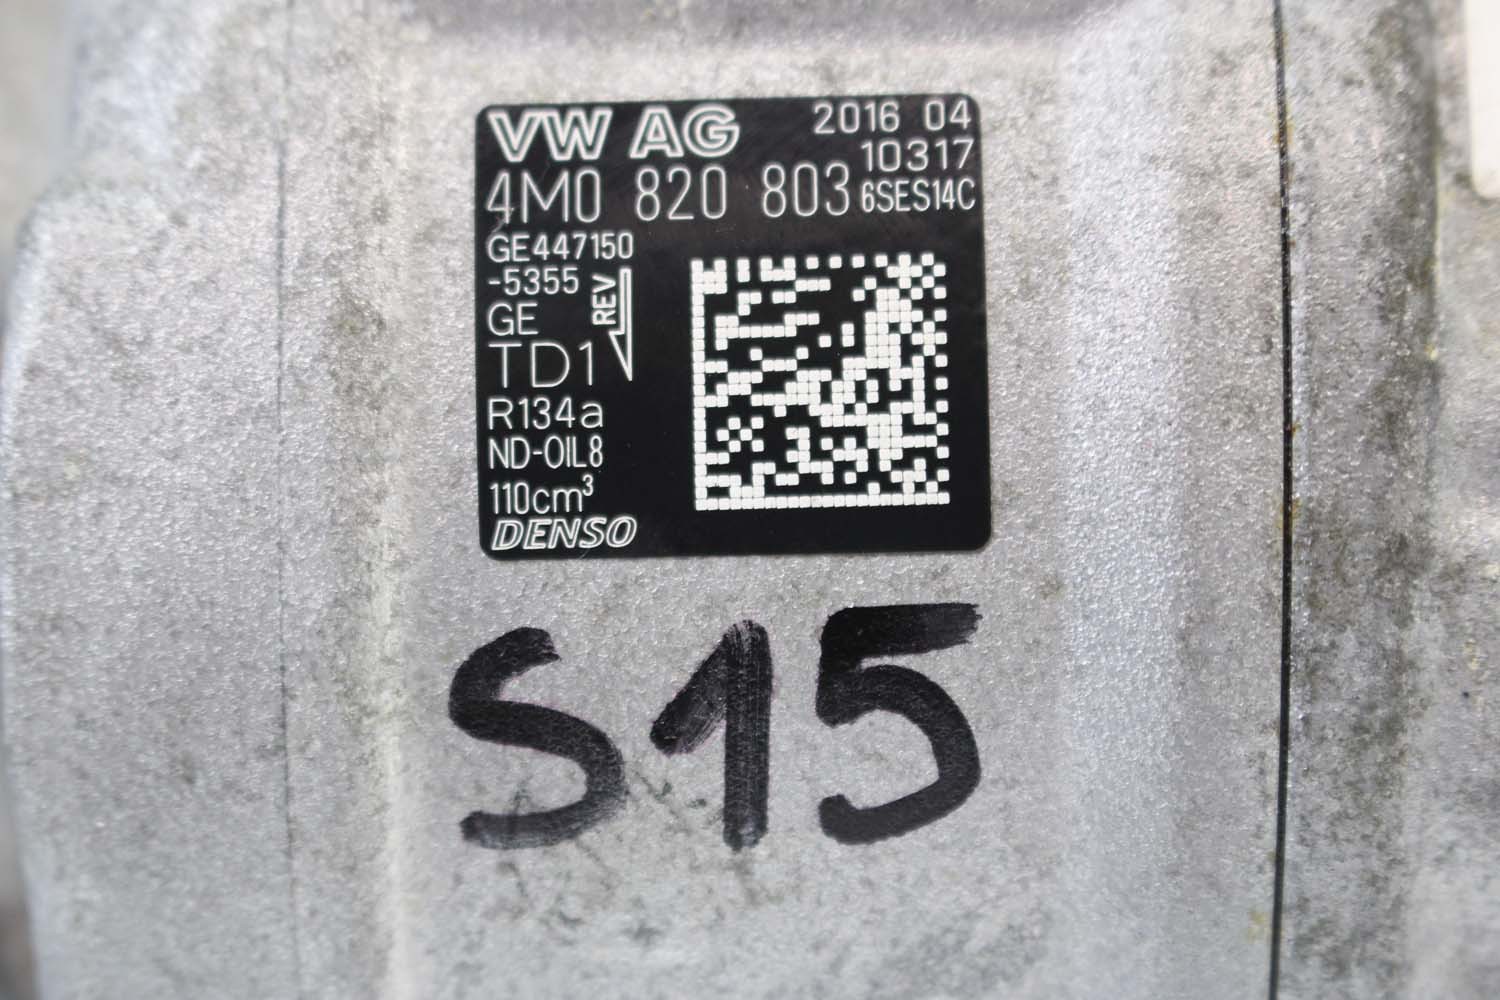 VW AG 2016 04
10317
4M0 820 803 6SES14C
GE447150
-5355
REV
GE
TD1
R134a
ND-OIL8
110cm³
DENSO
S15